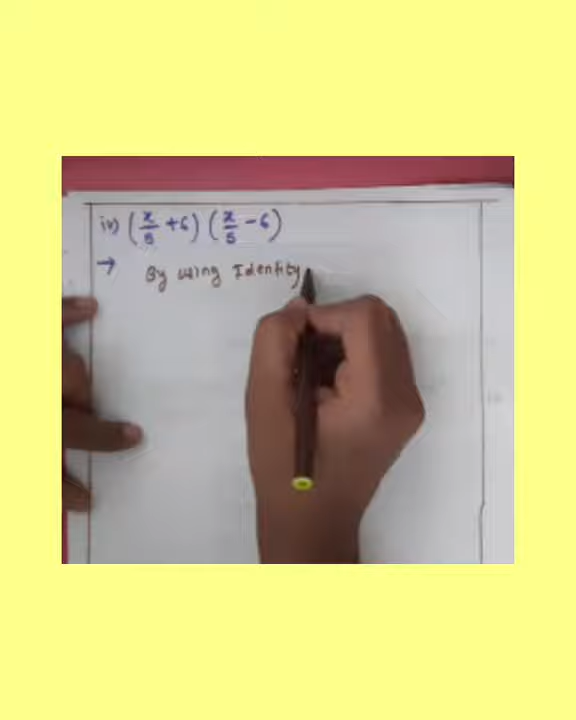 iv) (x/5 +6) (x/5 -6)
→ By using Identity